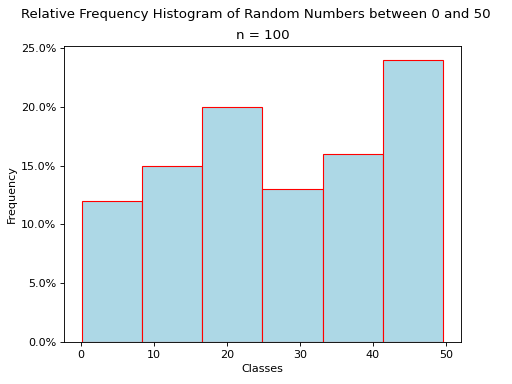 Relative Frequency Histogram of Random Numbers between 0 and 50
n = 100
25.0%
20.0%
15.0%
10.0%
5.0%
0.0%
Frequency
0 10 20 30 40 50
Classes